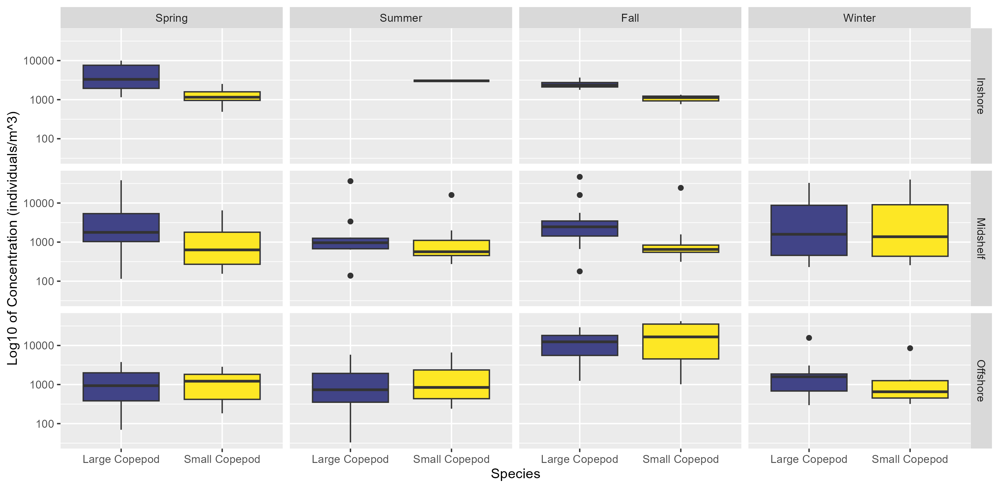 Spring Summer Fall Winter
Log10 of Concentration (individuals/m^3)
10000
1000
100
Inshore
10000
1000
100
Midshelf
10000
1000
100
Offshore
Large Copepod Small Copepod Large Copepod Small Copepod Large Copepod Small Copepod Large Copepod Small Copepod
Species